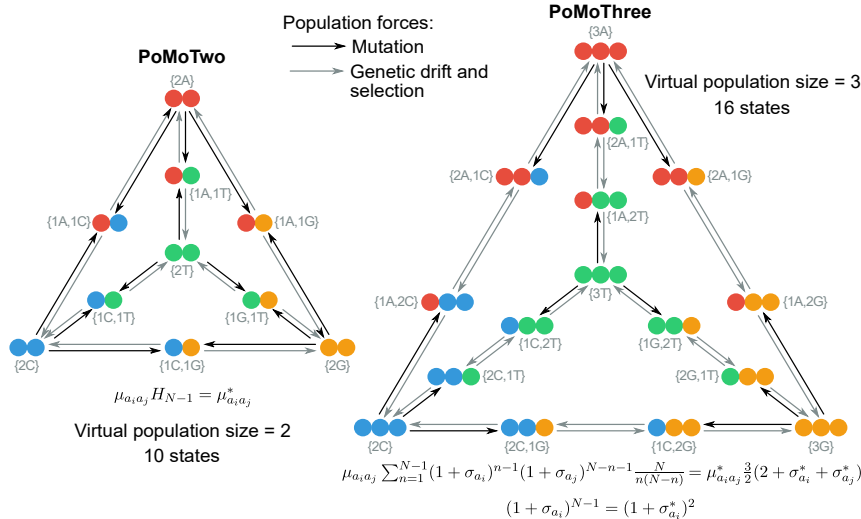 Population forces:
Mutation
Genetic drift and
selection
PoMoTwo
{2A}
{1A,1T}
{1A,1C}
{1A,1G}
{2T}
{1C,1T}
{1G,1T}
{2C}
{1C,1G}
{2G}
μ_{a_i a_j} H_{N−1} = μ*_{a_i a_j}
Virtual population size = 2
10 states
PoMoThree
{3A}
Virtual population size = 3
16 states
{2A,1T}
{2A,1C}
{2A,1G}
{1A,2T}
{3T}
{1A,2C}
{1A,2G}
{1C,2T}
{1G,2T}
{2C,1T}
{2G,1T}
{2C}
{2C,1G}
{1C,2G}
{3G}
μ_{a_i a_j} ∑_{n=1}^{N−1} (1 + σ_{a_i})^{n−1} (1 + σ_{a_j})^{N−n−1} \frac{N}{n(N−n)} = μ*_{a_i a_j} \frac{3}{2} (2 + σ*_{a_i} + σ*_{a_j})
(1 + σ_{a_i})^{N−1} = (1 + σ*_{a_i})^2